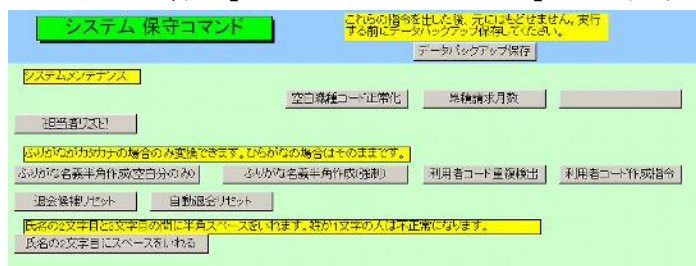 システム 保守コマンド
これらの指令を出した後、元にはもどせません。実行
する前にデータバックアップ保存してください。
データバックアップ保存
システムメンテナンス
空白職種コード正常化
累積請求月数
担当者リスト!
ふりがながカタカナの場合のみ変換できます。ひらがなの場合はそのままです。
ふりがな名義半角作成(空白分のみ)
ふりがな名義半角作成(強制)
利用者コード重複検出
利用者コード作成指令
退会候補リセット
自動退会リセット
氏名の2文字目と3文字目の間に半角スペースをいれます。姓が1文字の人は不正常になります。
氏名の2文字目にスペースをいれる